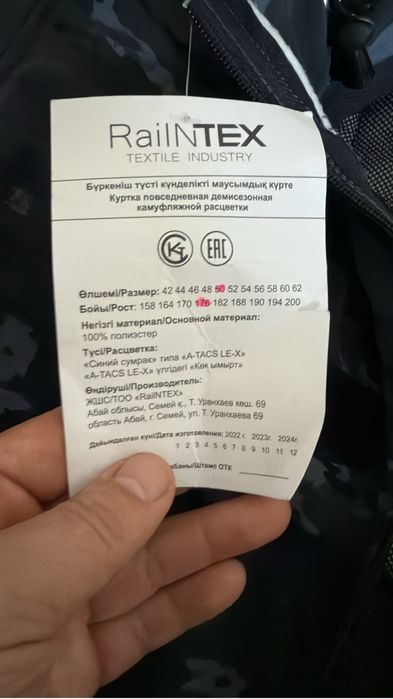 RailNTEX
TEXTILE INDUSTRY
Бүркеніш түсті күнделікті маусымдық күрте
Куртка повседневная демисезонная
камуфляжной расцветки
КТ ЕАС
Өлшемі/Размер: 42 44 46 48 50 52 54 56 58 60 62
Бойы/Рост: 158 164 170 176 182 188 190 194 200
Негізгі материал/Основной материал:
100% полиэстер
Түсі/Расцветка:
«Синий сумрак» типа «A-TACS LE-X»
«A-TACS LE-X» үлгідегі «Көк ымырт»
Өндіруші/Производитель:
ЖШС/ТОО «RailNTEX»
Абай облысы, Семей қ., Т. Уранхаев көш. 69
область Абай, г. Семей, ул. Т. Уранхаева 69
Дайындалған күні/Дата изготовления: 2022 г. 2023г. 2024г.
1 2 3 4 5 6 7 8 9 10 11 12
/Штамп ОТК